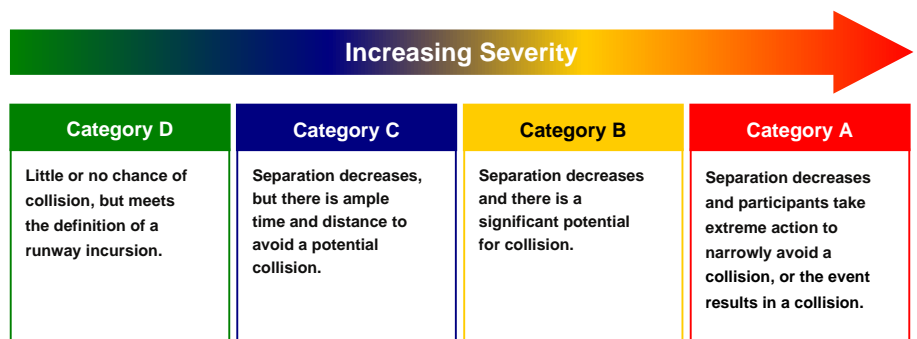 Increasing Severity
Category D
Little or no chance of
collision, but meets
the definition of a
runway incursion.
Category C
Separation decreases,
but there is ample
time and distance to
avoid a potential
collision.
Category B
Separation decreases
and there is a
significant potential
for collision.
Category A
Separation decreases
and participants take
extreme action to
narrowly avoid a
collision, or the event
results in a collision.